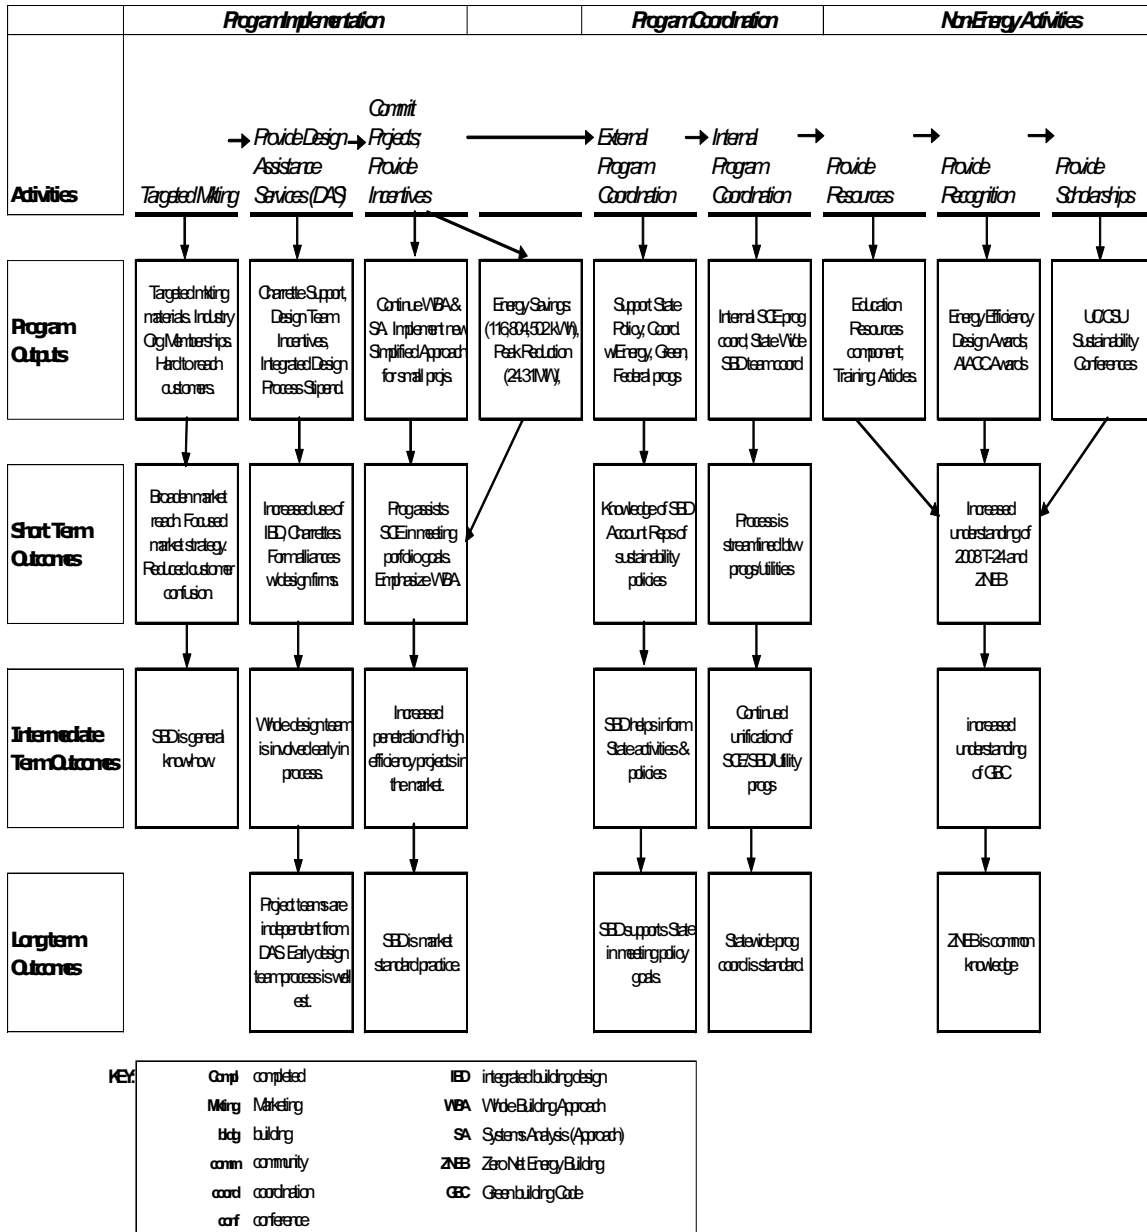 Program Implementation
Program Coordination
Non-Energy Activities
Activities
Targeted Mkting
Provide Design
Assistance
Services (DAS)
Commit
Projects;
Provide
Incentives
External
Program
Coordination
Internal
Program
Coordination
Provide
Resources
Provide
Recognition
Provide
Scholarships
Program
Outputs
Targeted mkting
materials. Industry
Org Memberships.
Hard to reach
customers.
Charrette Support,
Design Team
Incentives,
Integrated Design
Process Stipend.
Continue WBA &
SA. Implement new
Simplified Approach
for small projs.
Energy Savings:
(116,804,502 kWh),
Peak Reduction
(24.31 MW),
Support State
Policy; Coord.
w/Energy, Green,
Federal progs
Internal SCE prog
coord; State Wide
SBD team coord
Education
Resources
component;
Training; Articles.
Energy Efficiency
Design Awards;
AIACC Awards
UC/CSU
Sustainability
Conferences
Short Term
Outcomes
Broaden market
reach. Focused
market strategy.
Reduced customer
confusion.
Increased use of
IBD, Charrettes.
Form alliances
w/design firms.
Prog assists
SCE in meeting
porfolio goals.
Emphasize WBA.
Knowledge of SBD
Account Reps of
sustainability
policies
Process is
streamlined btw
progs/utilities
Increased
understanding of
2008 T-24 and
ZNEB
Intermediate
Term Outcomes
SBD is general
know how
Whole design team
is involved early in
process.
Increased
penetration of high
efficiency projects in
the market.
SBD helps inform
State activities &
policies
Continued
unification of
SCE/SBD/Utility
progs
increased
understanding
of GBC
Long term
Outcomes
Project teams are
independent from
DAS. Early design
team process is well
est.
SBD is market
standard practice.
SBD supports State
in meeting policy
goals.
Statewide prog
coord is standard.
ZNEB is common
knowledge
KEY:
Compl completed
Mkting Marketing
bldg building
comm community
coord coordination
conf conference
IBD integrated building design
WBA Whole Building Approach
SA Systems Analysis (Approach)
ZNEB Zero Net Energy Building
GBC Green building Code